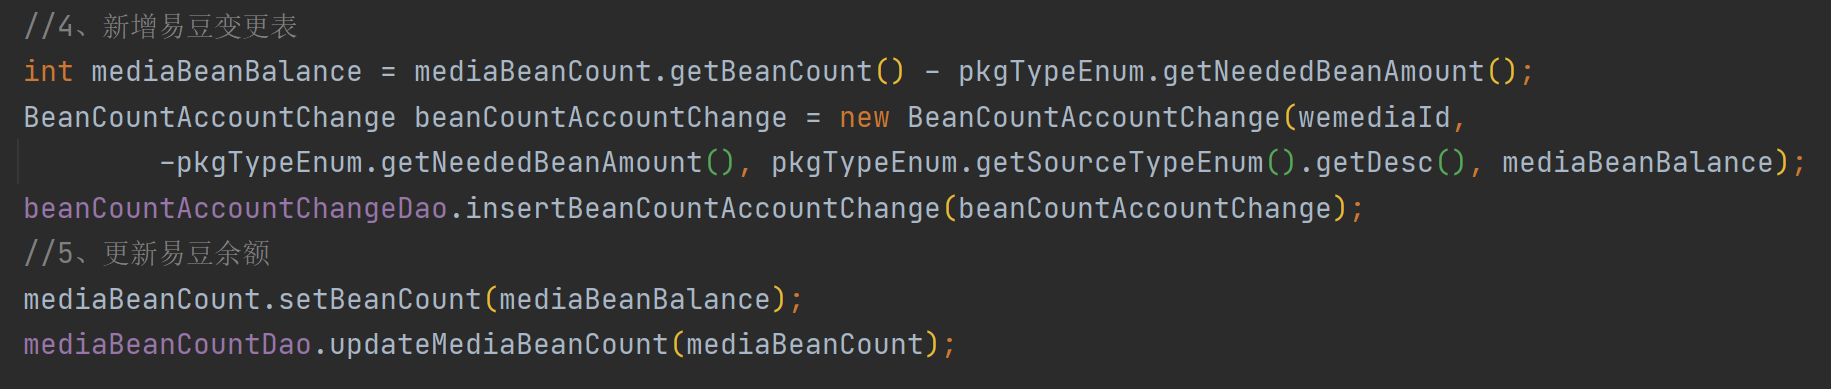 //4、新增易豆变更表
int mediaBeanBalance = mediaBeanCount.getBeanCount() - pkgTypeEnum.getNeededBeanAmount();
BeanCountAccountChange beanCountAccountChange = new BeanCountAccountChange(wemediaId,
-pkgTypeEnum.getNeededBeanAmount(), pkgTypeEnum.getSourceTypeEnum().getDesc(), mediaBeanBalance);
beanCountAccountChangeDao.insertBeanCountAccountChange(beanCountAccountChange);
//5、更新易豆余额
mediaBeanCount.setBeanCount(mediaBeanBalance);
mediaBeanCountDao.updateMediaBeanCount(mediaBeanCount);